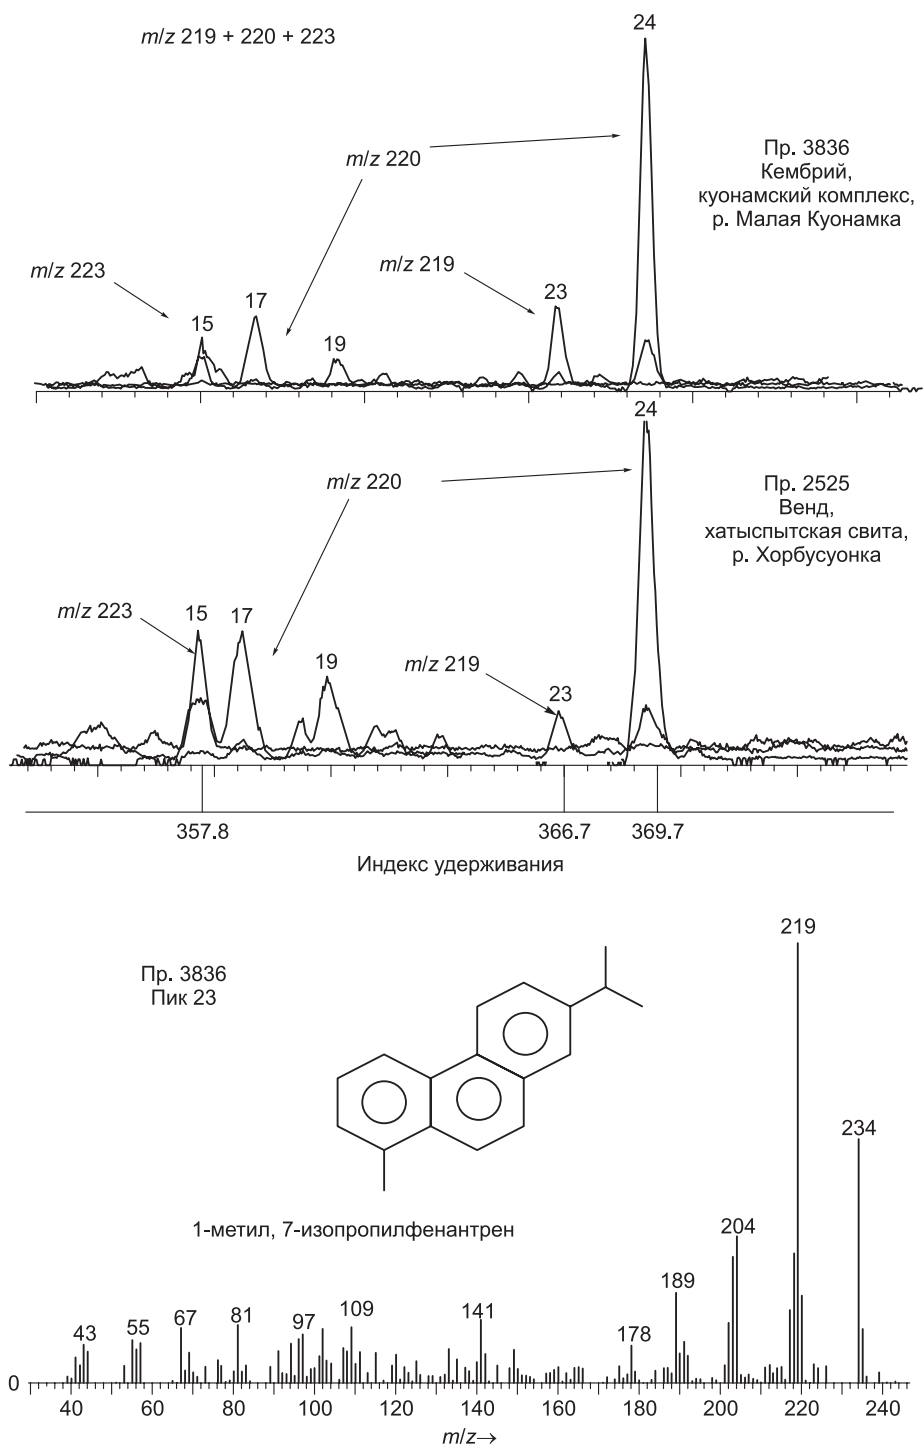 m/z 219 + 220 + 223
24
m/z 220
Пр. 3836
Кембрий,
куонамский комплекс,
р. Малая Куонамка
m/z 223
m/z 219
15
17
19
23
24
m/z 220
Пр. 2525
Венд,
хатыспытская свита,
р. Хорбусуонка
m/z 223
15
17
19
m/z 219
23
357.8
366.7
369.7
Индекс удерживания
Пр. 3836
Пик 23
219
234
1-метил, 7-изопропилфенантрен
204
189
43
55
67
81
97
109
141
178
0
40
60
80
100
120
140
160
180
200
220
240
m/z→